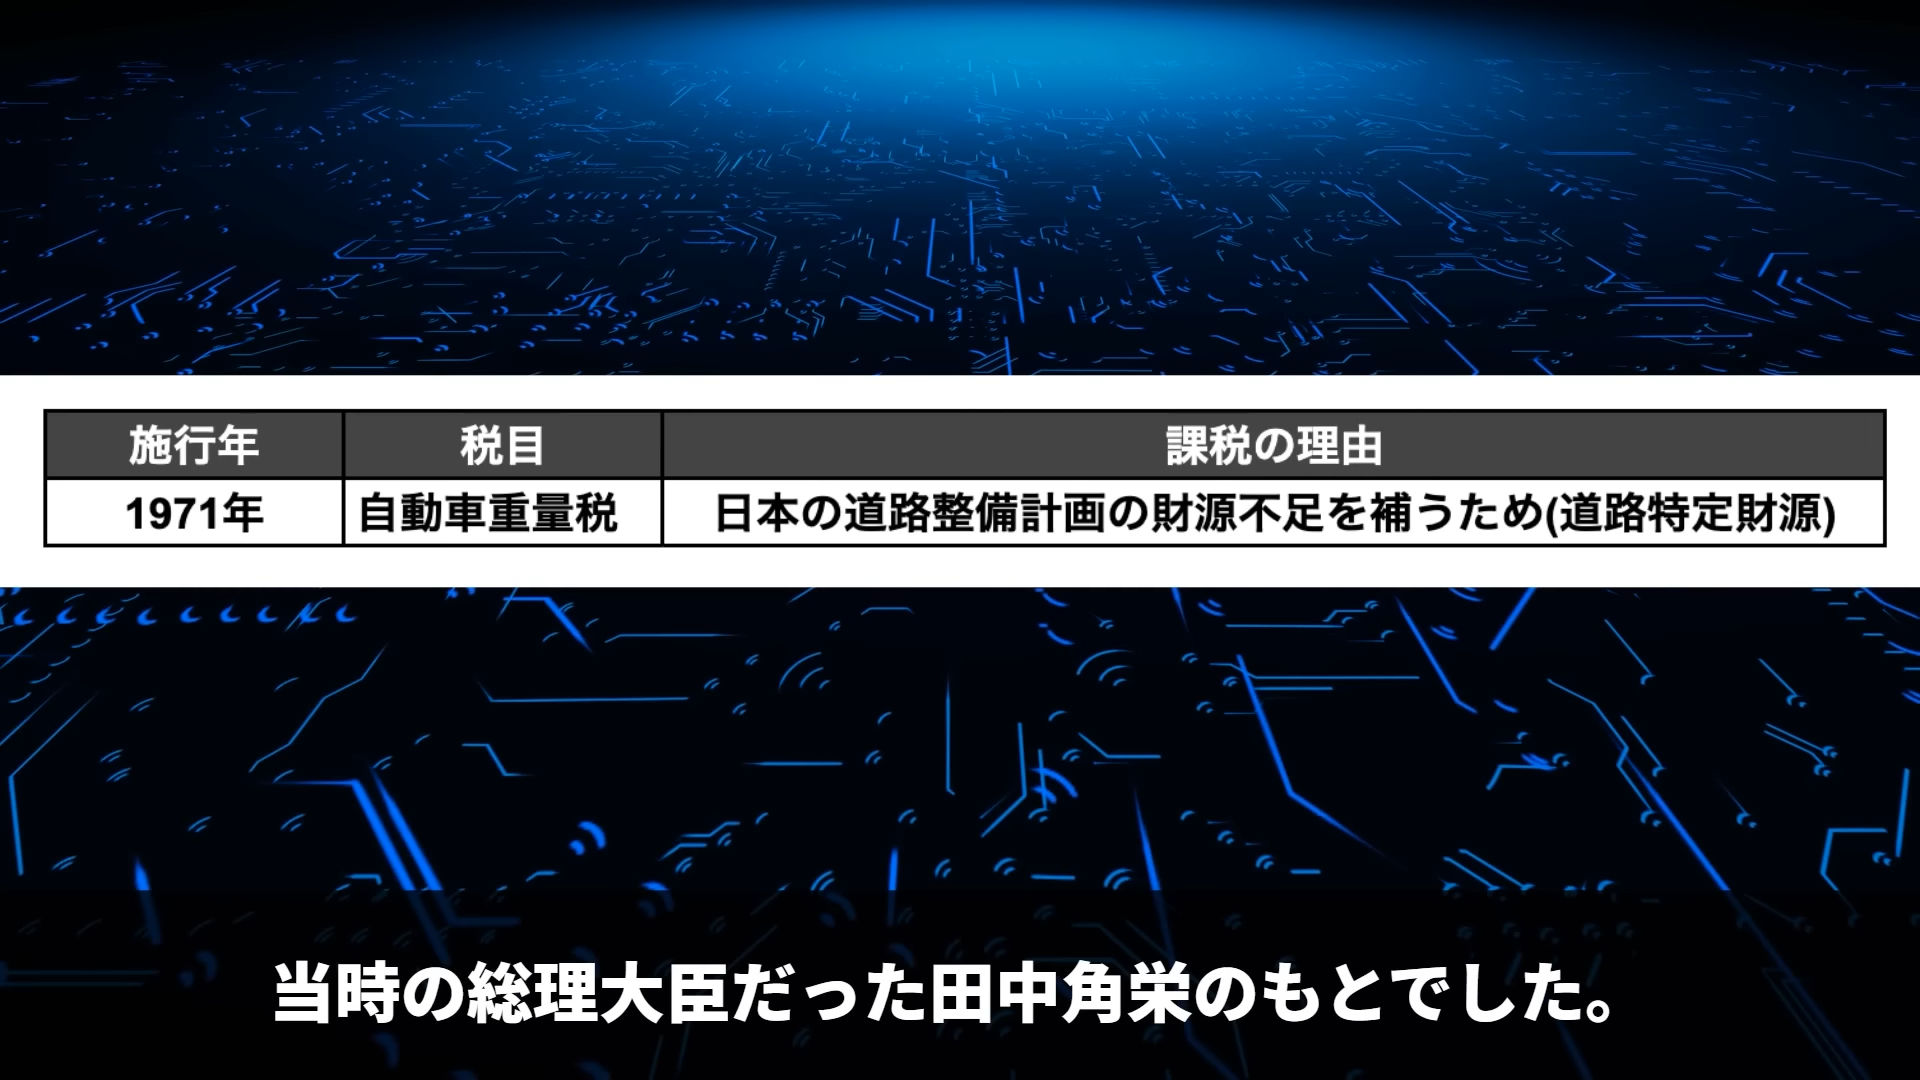 施行年 税目 課税の理由
1971年 自動車重量税 日本の道路整備計画の財源不足を補うため(道路特定財源)
当時の総理大臣だった田中角栄のもとでした。